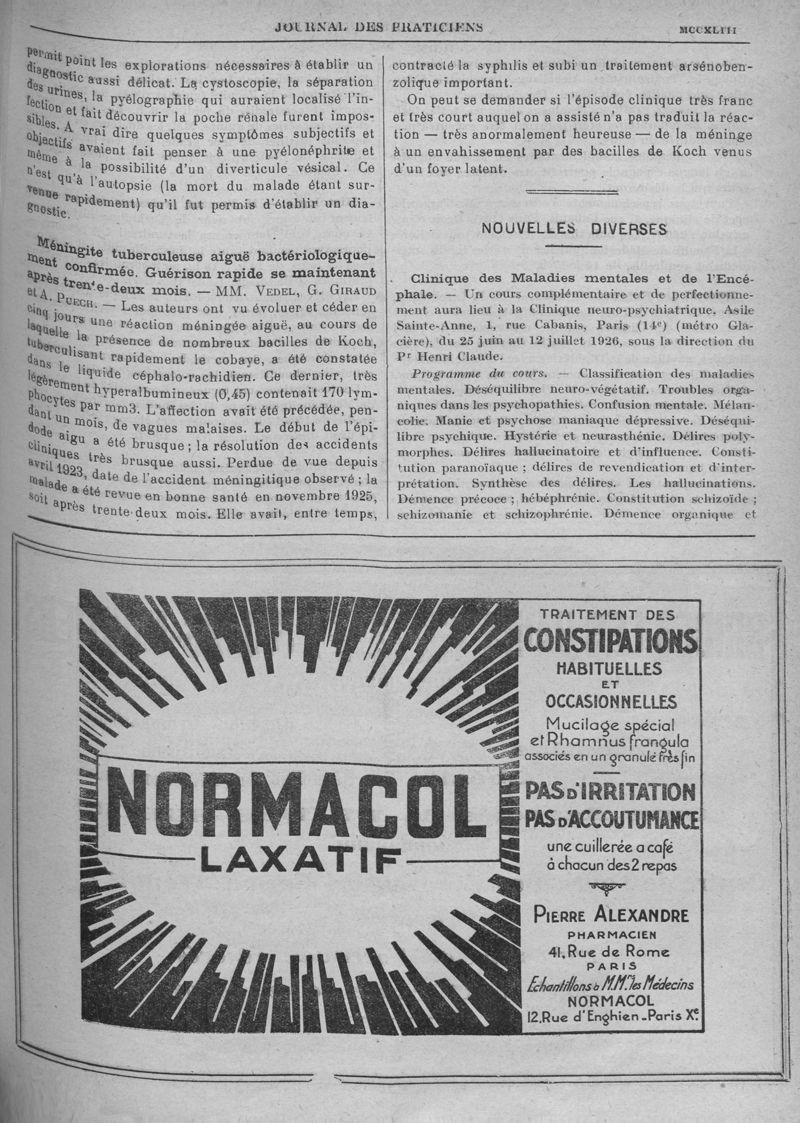 JOURNAL DES PRATICIENS
MCCXLIII
permit point les explorations nécessaires à établir un
diagnostic aussi délicat. La cystoscopie, la séparation
des urines, la pyélographie qui auraient localisé l'in-
fection et fait découvrir la poche rénale furent impos-
sibles. A vrai dire quelques symptômes subjectifs et
objectifs avaient fait penser à une pyélonéphrite et
même à la possibilité d'un diverticule vésical. Ce
n'est qu'à l'autopsie (la mort du malade étant sur-
venue rapidement) qu'il fut permis d'établir un dia-
gnostic.
Méningite tuberculeuse aiguë bactériologique-
ment confirmée. Guérison rapide se maintenant
après trente-deux mois. — MM. VEDEL, G. GIRAUD
et A. PUECH. — Les auteurs ont vu évoluer et céder en
cinq jours une réaction méningée aiguë, au cours de
laquelle la présence de nombreux bacilles de Koch,
tuberculisant rapidement le cobaye, a été constatée
dans le liquide céphalo-rachidien. Ce dernier, très
légèrement hyperalbumineux (0,45) contenait 170 lym-
phocytes par mm3. L'affection avait été précédée, pen-
dant un mois, de vagues malaises. Le début de l'épi-
dode aigu a été brusque ; la résolution des accidents
cliniques très brusque aussi. Perdue de vue depuis
avril 1923, date de l'accident méningitique observé ; la
malade a été revue en bonne santé en novembre 1925,
soit après trente-deux mois. Elle avait, entre temps,
contracté la syphilis et subi un traitement arsénoben-
zolique important.
On peut se demander si l'épisode clinique très franc
et très court auquel on a assisté n'a pas traduit la réac-
tion — très anormalement heureuse — de la méninge
à un envahissement par des bacilles de Koch venus
d'un foyer latent.
NOUVELLES DIVERSES
Clinique des Maladies mentales et de l'Encé-
phale. — Un cours complémentaire et de perfectionne-
ment aura lieu à la Clinique neuro-psychiatrique. Asile
Sainte-Anne, 1, rue Cabanis, Paris (14e) (métro Gla-
cière), du 25 juin au 12 juillet 1926, sous la direction du
Pr Henri Claude.
Programme du cours. — Classification des maladies
mentales. Déséquilibre neuro-végétatif. Troubles orga-
niques dans les psychopathies. Confusion mentale. Mélan-
colie. Manie et psychose maniaque dépressive. Déséqui-
libre psychique. Hystérie et neurasthénie. Délires poly-
morphes. Délires hallucinatoire et d'influence. Consti-
tution paranoïaque ; délires de revendication et d'inter-
prétation. Synthèse des délires. Les hallucinations.
Démence précoce ; hébéphrénie. Constitution schizoïde ;
schizomanie et schizophrénie. Démence organique et
NORMACOL
LAXATIF
TRAITEMENT DES
CONSTIPATIONS
HABITUELLES
ET
OCCASIONNELLES
Mucilage spécial
et Rhamnus frangula
associés en un granulé très fin
PAS D'IRRITATION
PAS D'ACCOUTUMANCE
une cuillerée a café
à chacun des 2 repas
PIERRE ALEXANDRE
PHARMACIEN
41, Rue de Rome
PARIS
Echantillons à M.M.rs les Médecins
NORMACOL
12, Rue d'Enghien - Paris Xe.